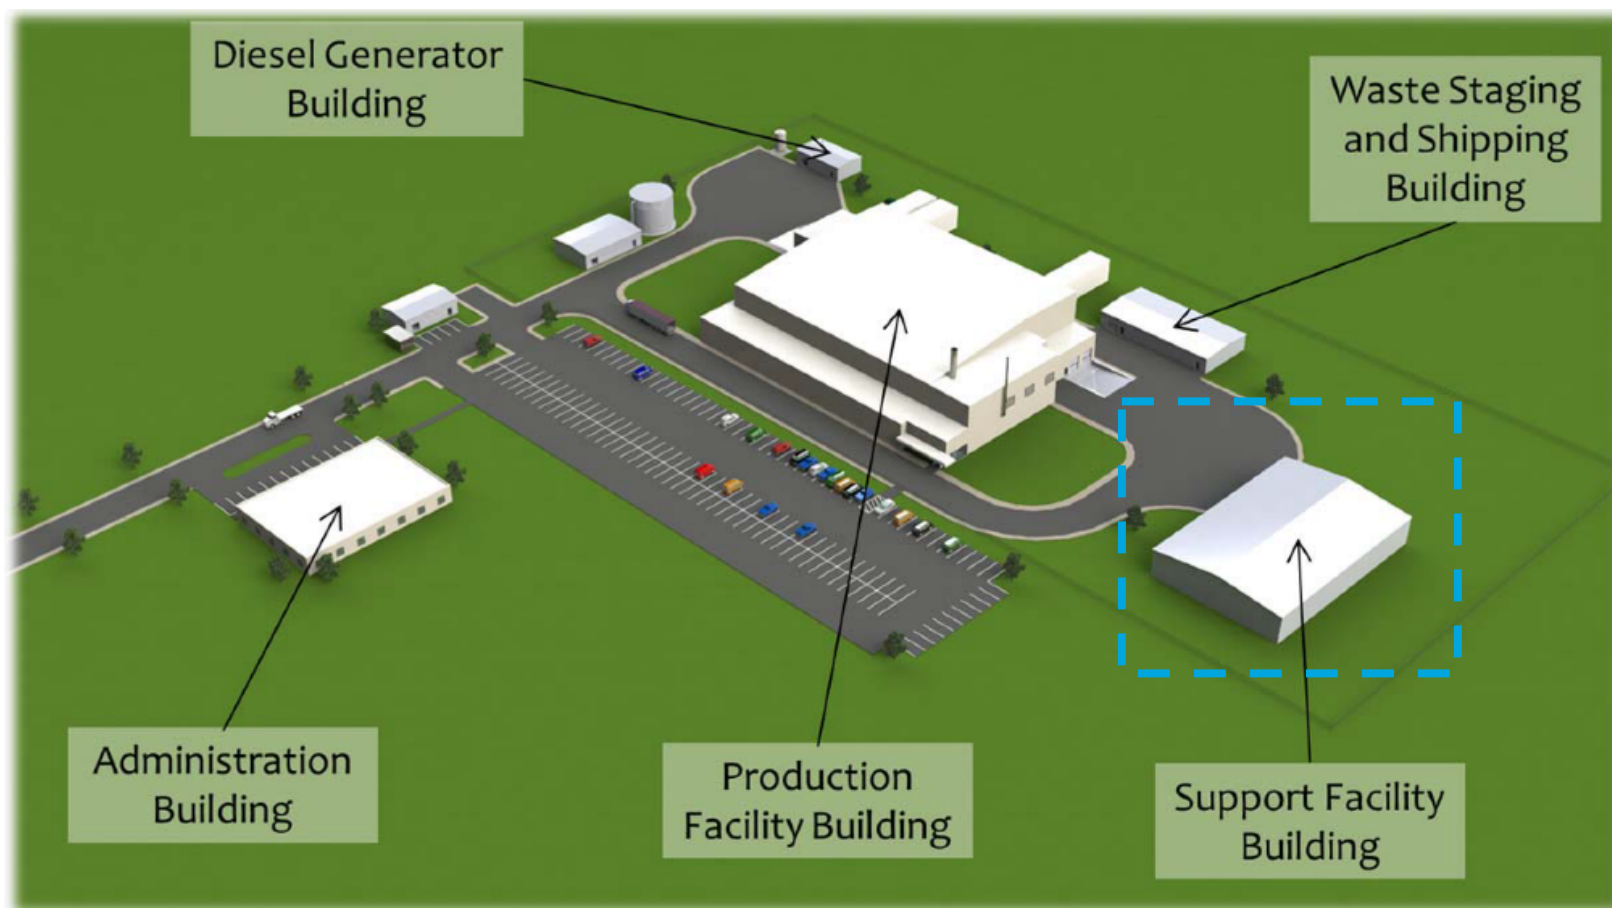 Diesel Generator
Building
Waste Staging
and Shipping
Building
Administration
Building
Production
Facility Building
Support Facility
Building